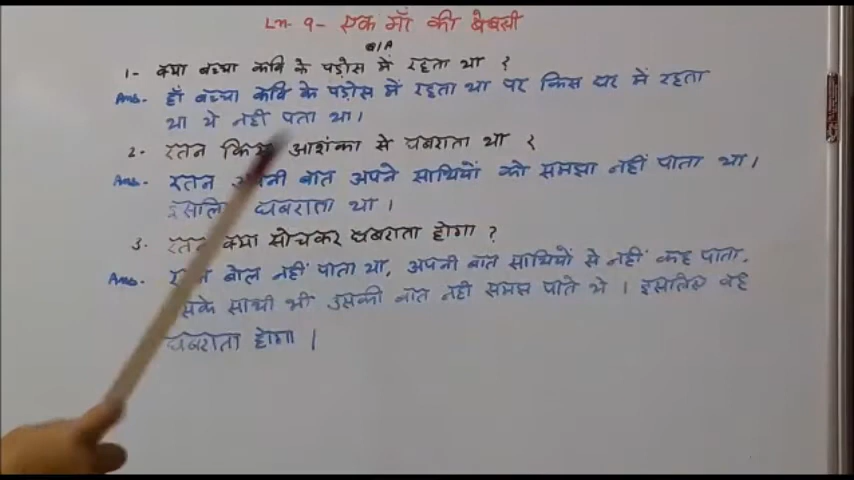 Ln- 9- एक माँ की बेबसी
Q/A
1- क्या बच्चा कवि के पड़ोस में रहता था ?
Ans- हाँ बच्चा कवि के पड़ोस में रहता था पर किस घर में रहता
था ये नहीं पता था।
2- रतन आशंका से घबराता था ?
Ans- रतन बात अपने साथियों को समझा नहीं पाता था।
घबराता था।
3- रतन क्या सोचकर घबराता होगा ?
Ans- बोल नहीं पाता था, अपनी बात साथियों से नहीं कह पाता.
साथी भी उसकी बात नही समझ पाते थे । इसलिए वह
घबराता होगा |